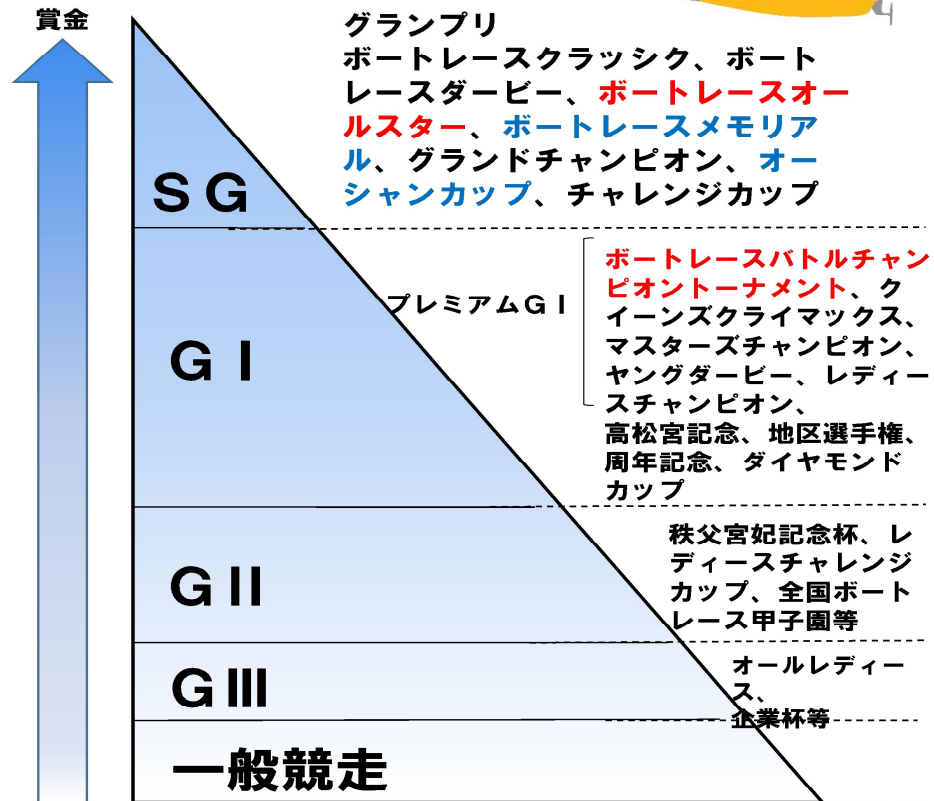 賞金
グランプリ
ボートレースクラッシク、ボート
レースダービー、ボートレースオー
ルスター、ボートレースメモリア
ル、グランドチャンピオン、オー
シャンカップ、チャレンジカップ
SG
ボートレースバトルチャン
ピオントーナメント、ク
イーンズクライマックス、
マスターズチャンピオン、
ヤングダービー、レディー
スチャンピオン、
高松宮記念、地区選手権、
周年記念、ダイヤモンド
カップ
プレミアムGⅠ
GⅠ
秩父宮妃記念杯、レ
ディースチャレンジ
カップ、全国ボート
レース甲子園等
GⅡ
オールレディー
ス、
企業杯等
GⅢ
一般競走